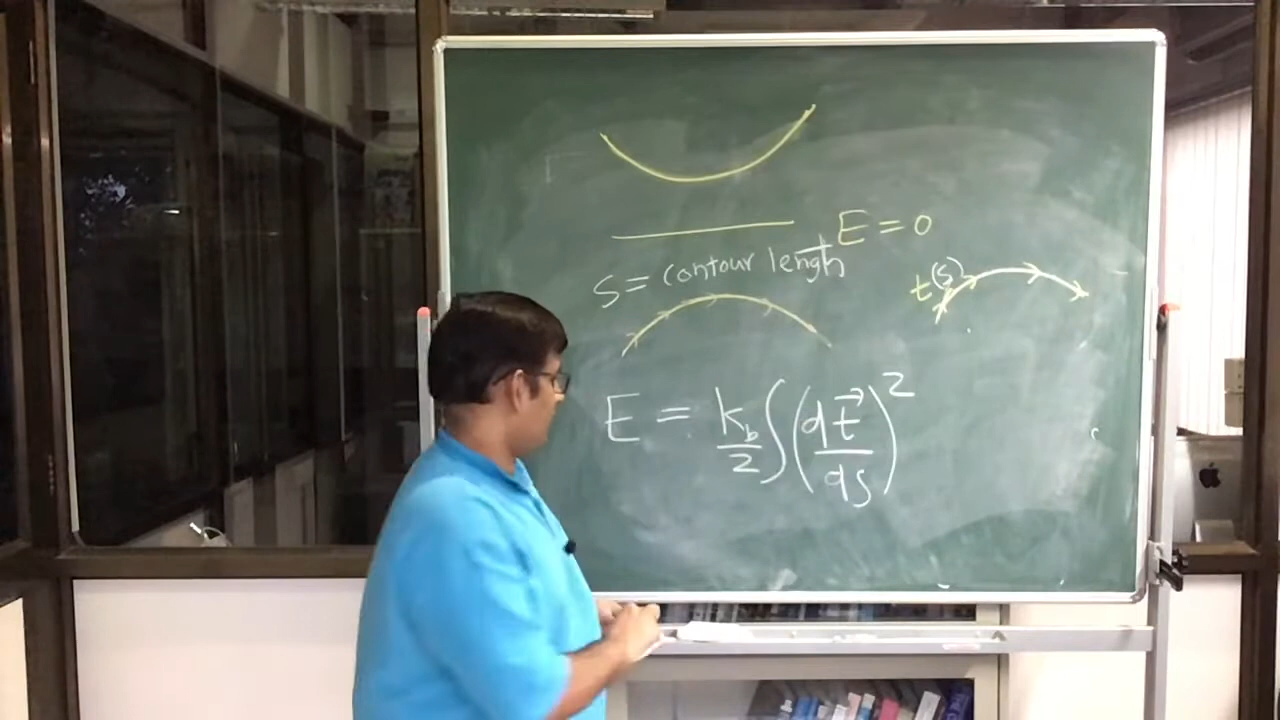 E = 0
S = contour length
t(s)
E = k_b/2 ∫ (dt⃗/ds)²